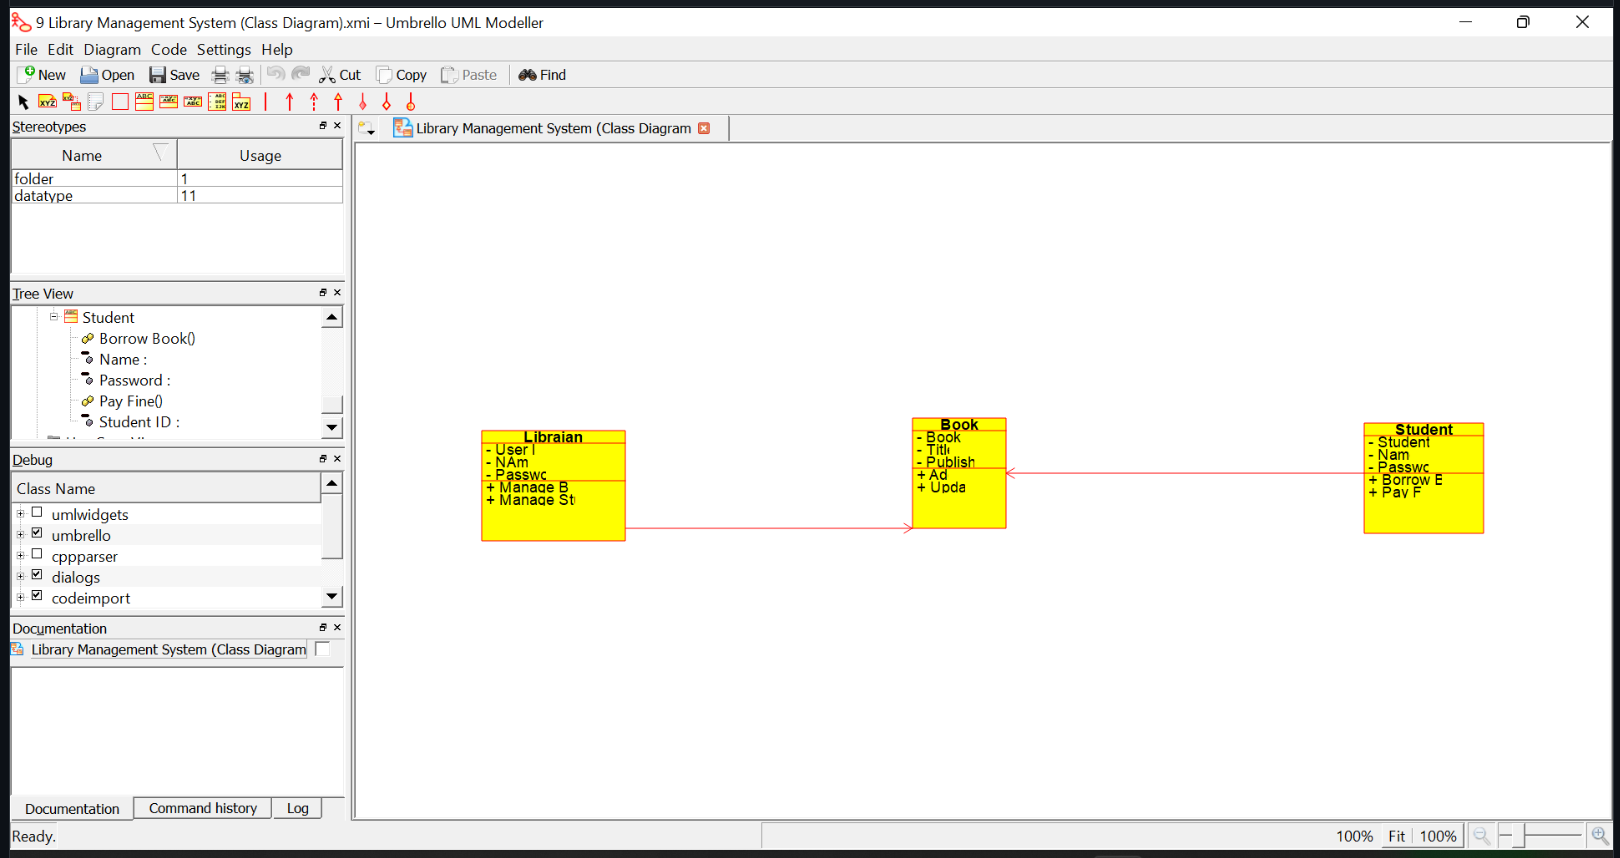 9 Library Management System (Class Diagram).xmi – Umbrello UML Modeller
File Edit Diagram Code Settings Help
New Open Save Cut Copy Paste Find
Stereotypes
Name Usage
folder 1
datatype 11
Tree View
Student
Borrow Book()
Name :
Password :
Pay Fine()
Student ID :
Debug
Class Name
umlwidgets
umbrello
cppparser
dialogs
codeimport
Documentation
Library Management System (Class Diagram
Documentation Command history Log
Ready.
Library Management System (Class Diagram
Libraian
- User I
- NAm
- Passwc
+ Manage B
+ Manage St
Book
- Book
- Title
- Publish
+ Ad
+ Upda
Student
- Student
- Nam
- Passwc
+ Borrow E
+ Pay F
100% Fit 100%